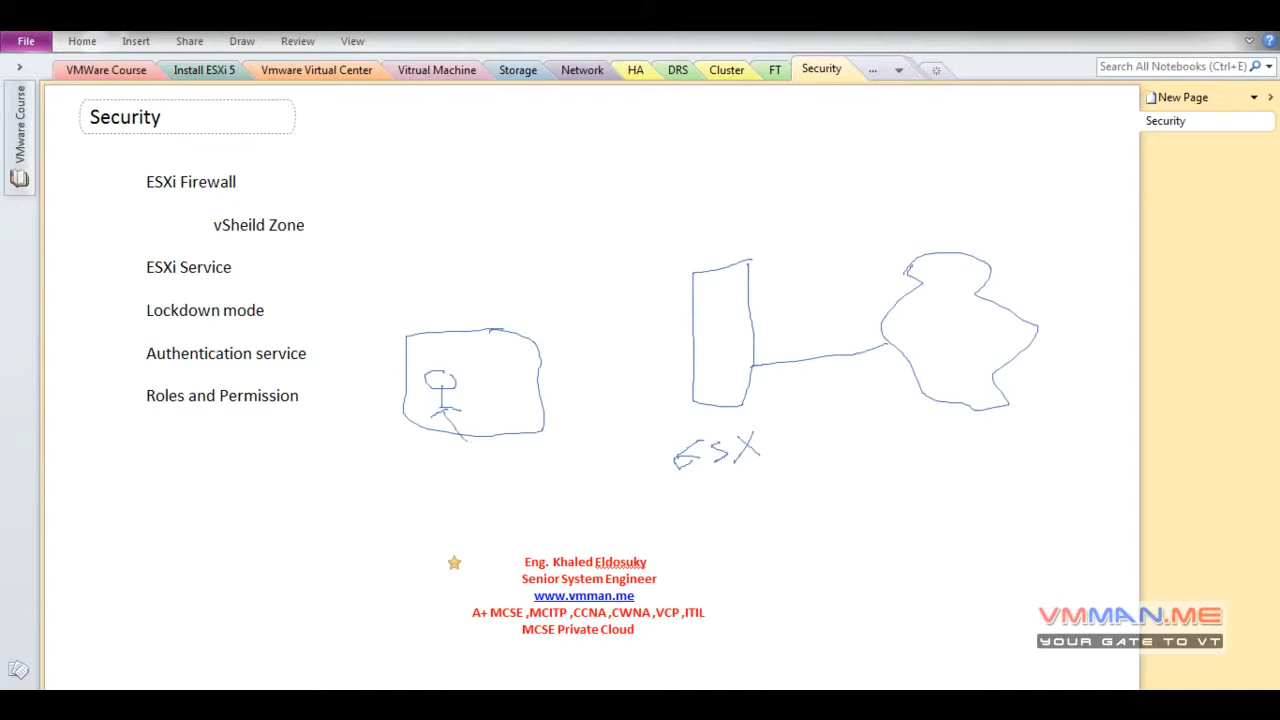 File Home Insert Share Draw Review View
VMWare Course Install ESXi 5 Vmware Virtual Center Vitrual Machine Storage Network HA DRS Cluster FT Security ...
Search All Notebooks (Ctrl+E)
VMware Course
New Page
Security
Security
ESXi Firewall
vSheild Zone
ESXi Service
Lockdown mode
Authentication service
Roles and Permission
ESX
Eng. Khaled Eldosuky
Senior System Engineer
www.vmman.me
A+ MCSE ,MCITP ,CCNA,CWNA ,VCP ,ITIL
MCSE Private Cloud
VMMAN.ME
YOUR GATE TO VT